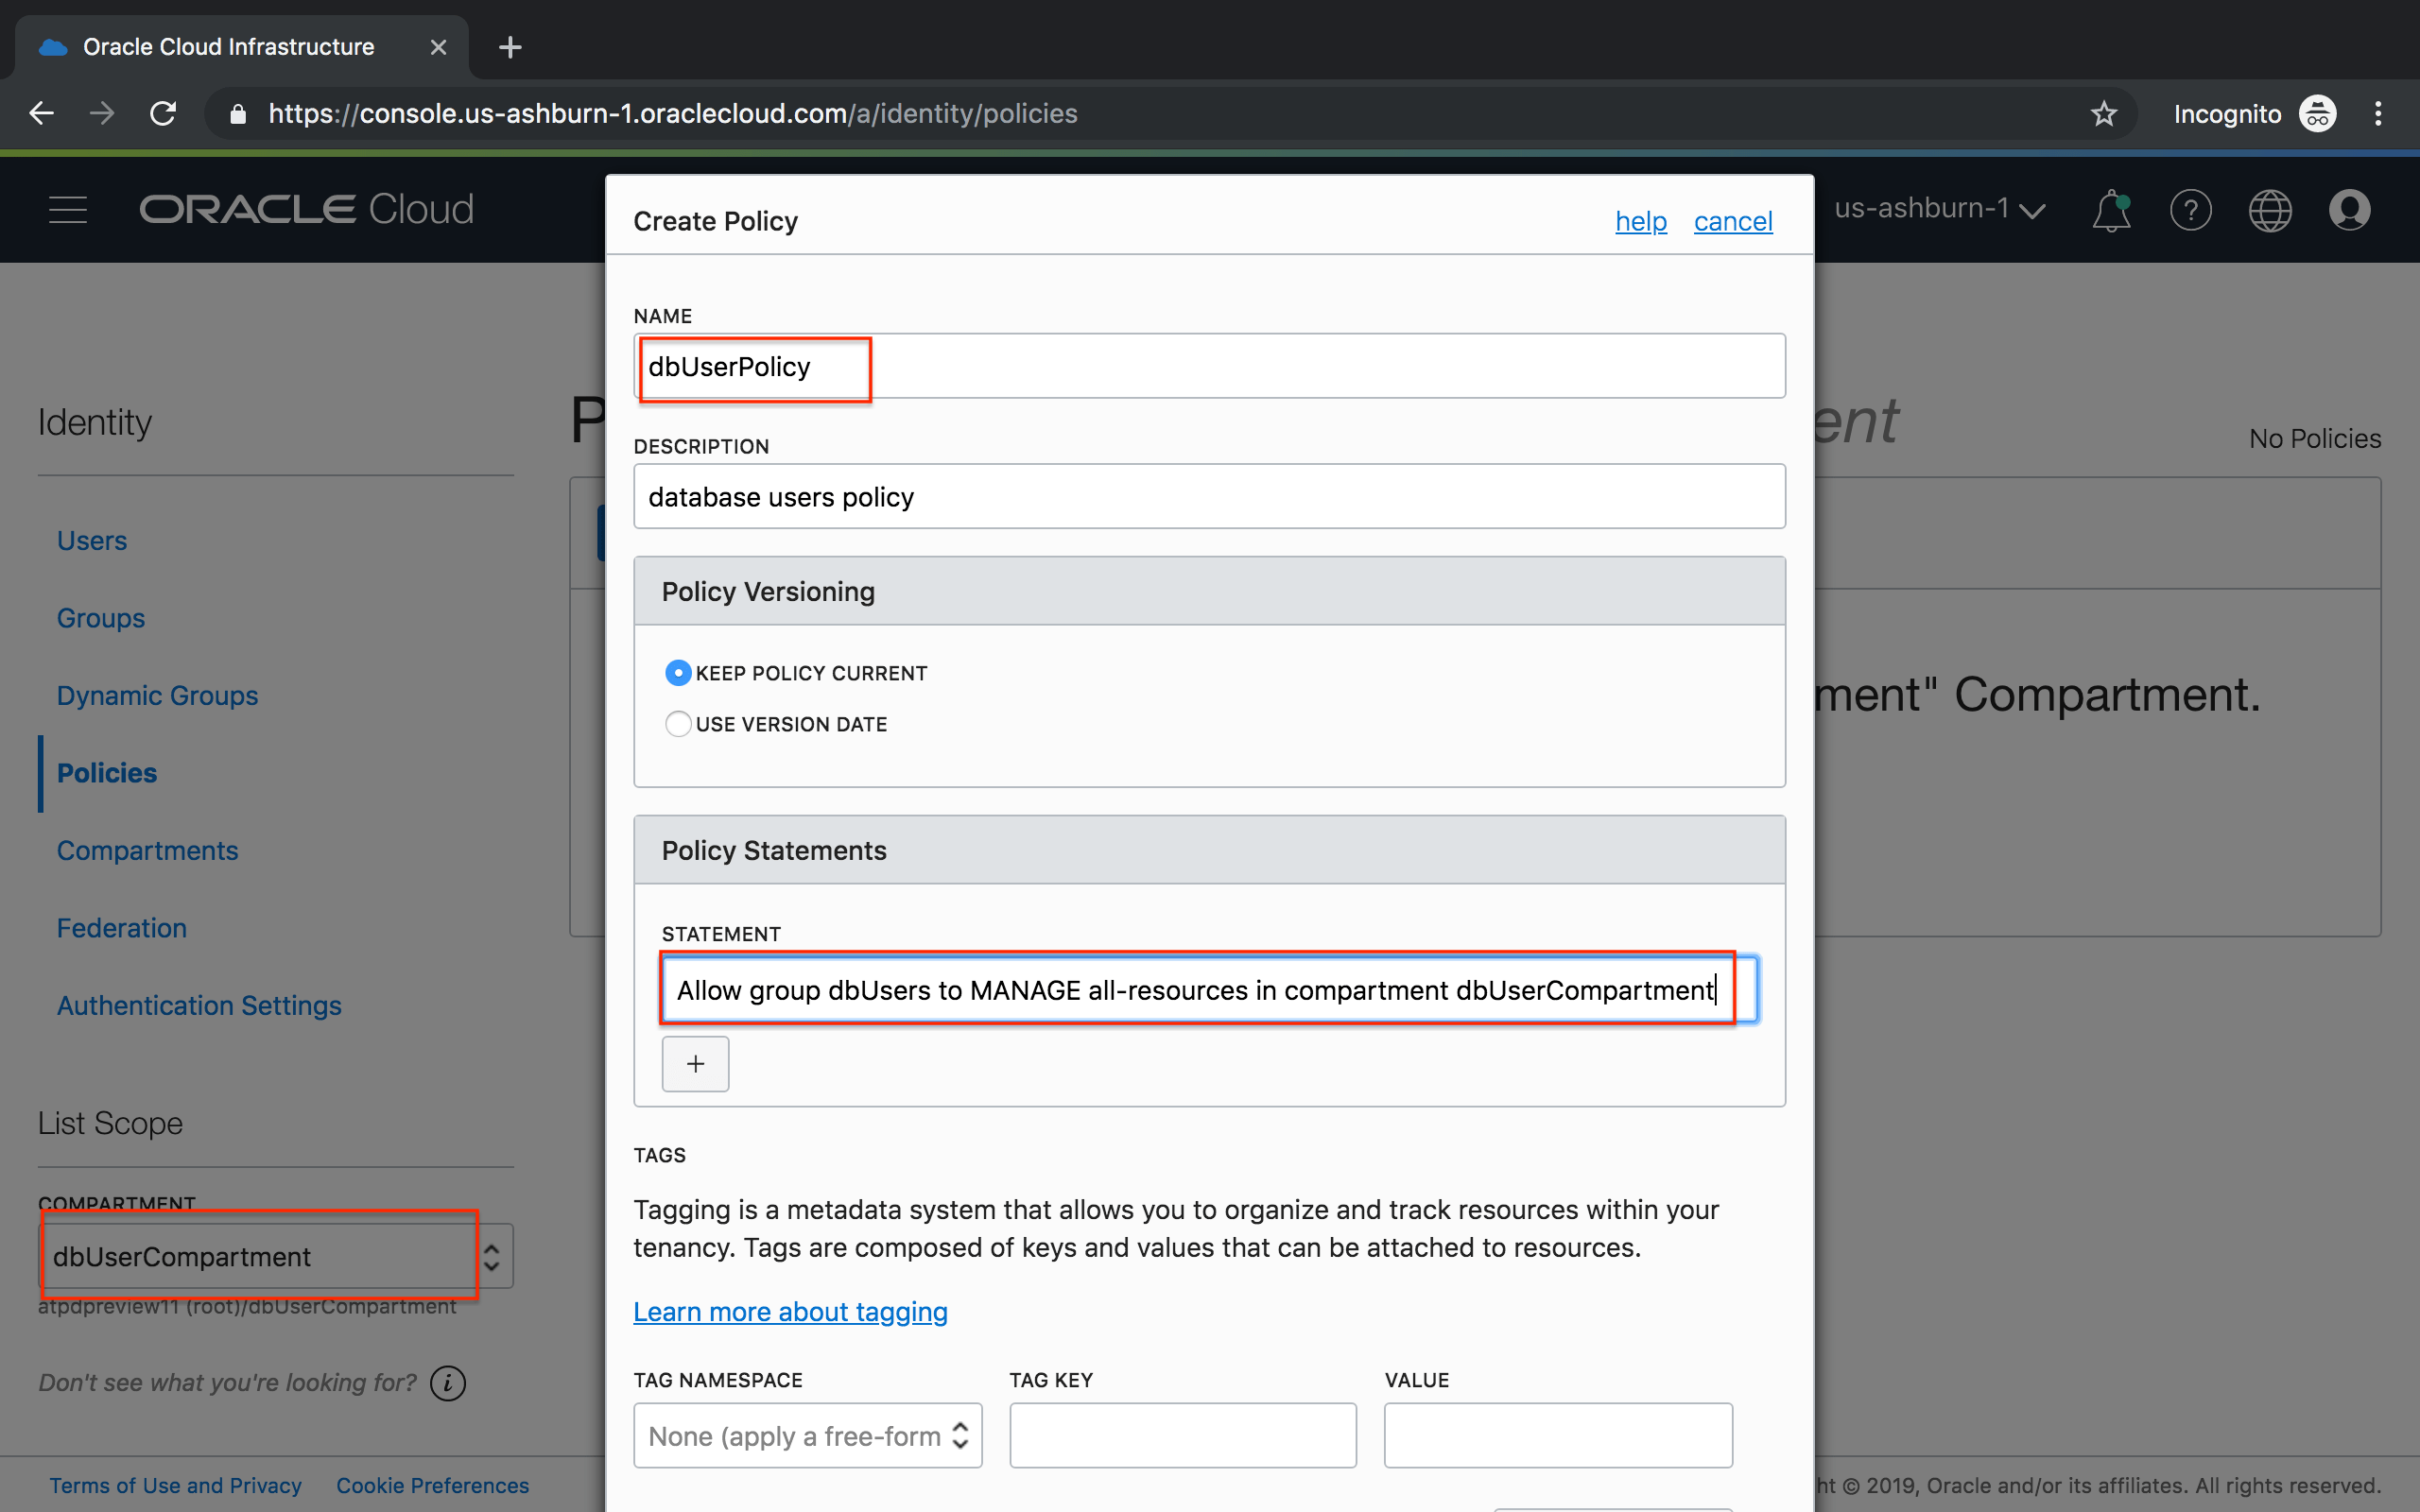 Oracle Cloud Infrastructure
https://console.us-ashburn-1.oraclecloud.com/a/identity/policies
Incognito
ORACLE Cloud
us-ashburn-1
Create Policy
help
cancel
NAME
dbUserPolicy
DESCRIPTION
database users policy
Policy Versioning
KEEP POLICY CURRENT
USE VERSION DATE
Policy Statements
STATEMENT
Allow group dbUsers to MANAGE all-resources in compartment dbUserCompartment
+
TAGS
Tagging is a metadata system that allows you to organize and track resources within your
tenancy. Tags are composed of keys and values that can be attached to resources.
Learn more about tagging
TAG NAMESPACE
TAG KEY
VALUE
None (apply a free-form
Identity
Users
Groups
Dynamic Groups
Policies
Compartments
Federation
Authentication Settings
List Scope
COMPARTMENT
dbUserCompartment
atpdpreview11 (root)/dbUserCompartment
Don't see what you're looking for?
P
ent
No Policies
ment" Compartment.
Terms of Use and Privacy
Cookie Preferences
ht © 2019, Oracle and/or its affiliates. All rights reserved.